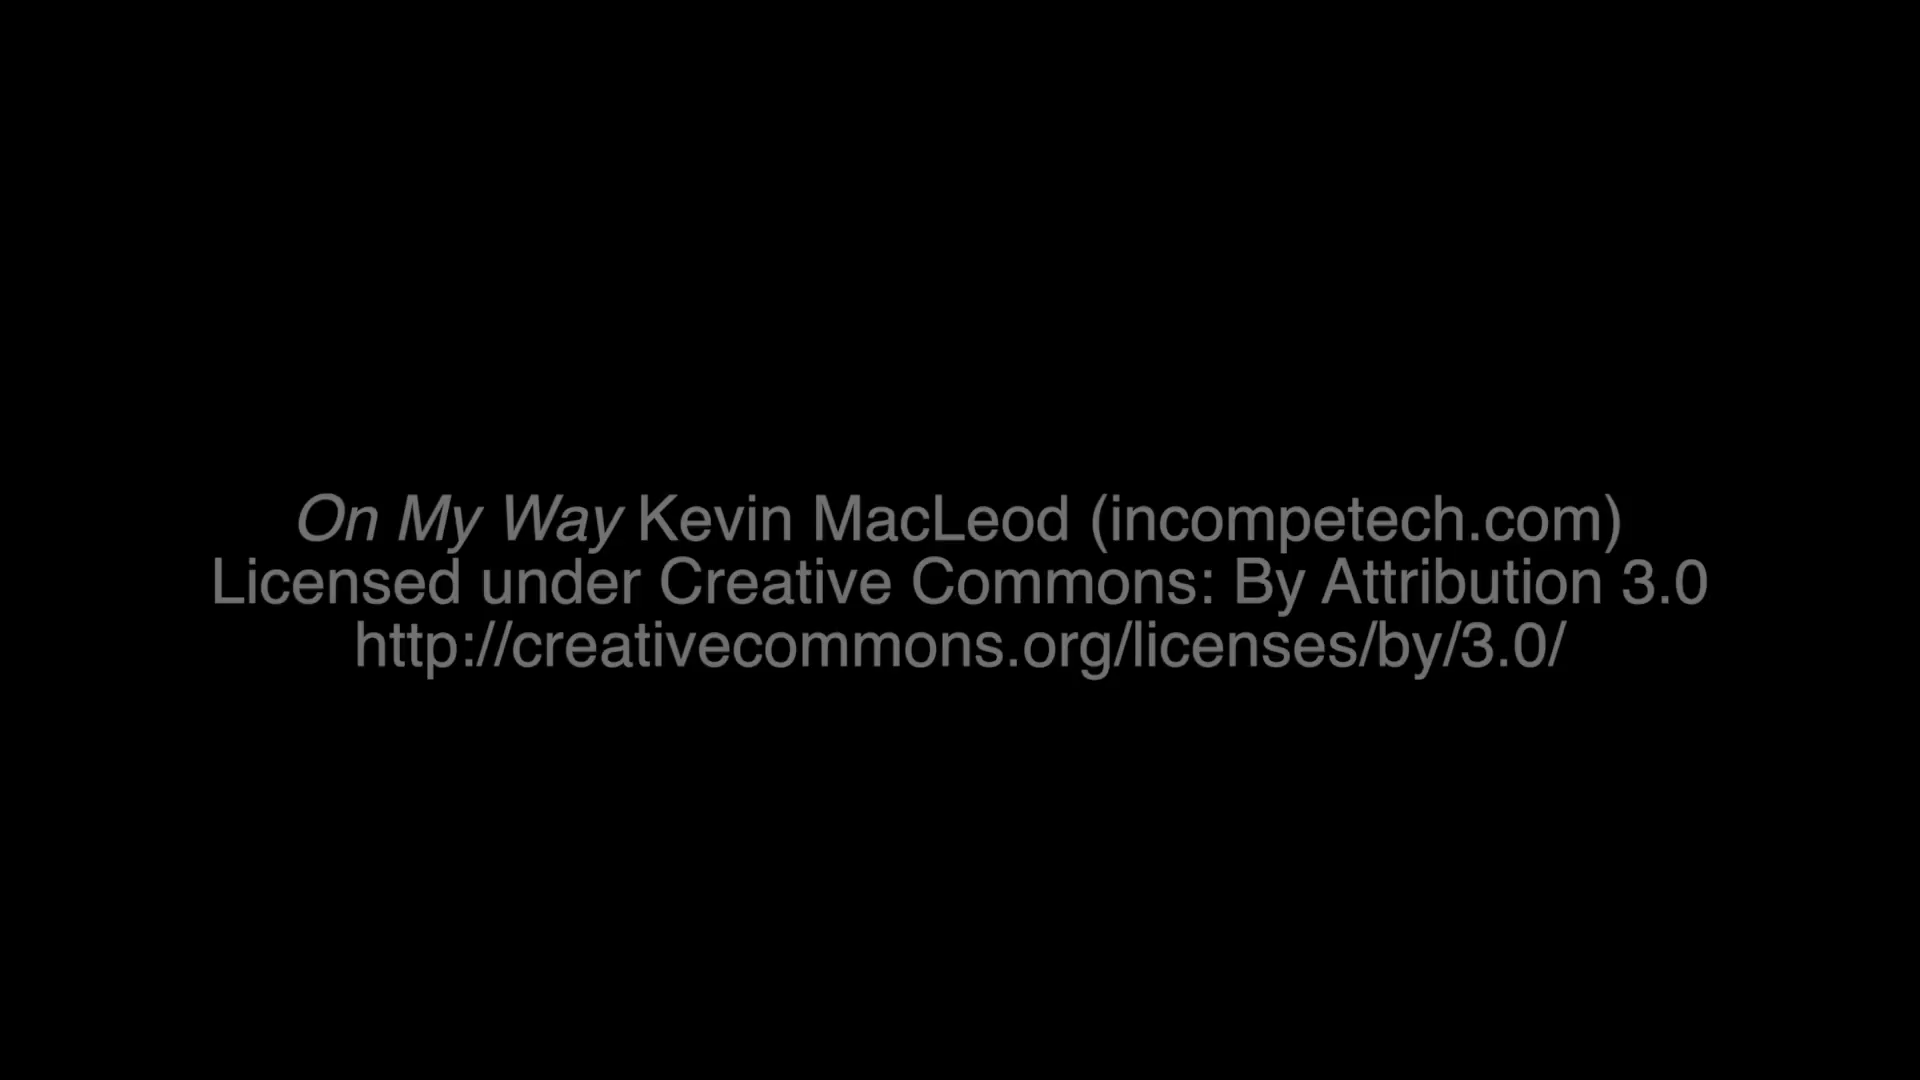 On My Way Kevin MacLeod (incompetech.com)
Licensed under Creative Commons: By Attribution 3.0
http://creativecommons.org/licenses/by/3.0/